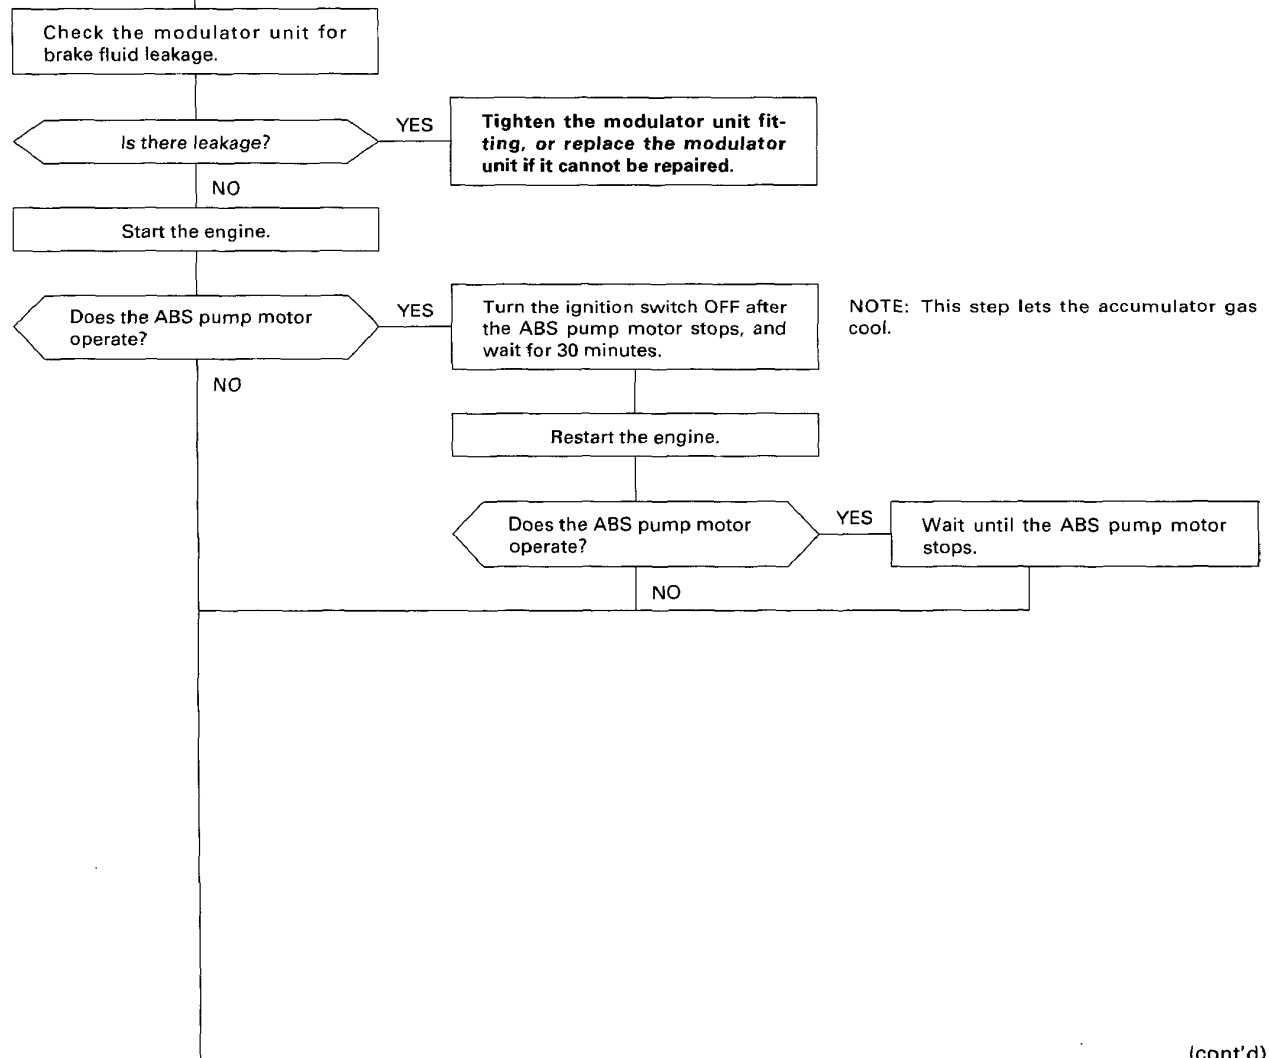 Check the modulator unit for
brake fluid leakage.
Is there leakage?
YES
Tighten the modulator unit fit-
ting, or replace the modulator
unit if it cannot be repaired.
NO
Start the engine.
Does the ABS pump motor
operate?
YES
Turn the ignition switch OFF after
the ABS pump motor stops, and
wait for 30 minutes.
NOTE: This step lets the accumulator gas
cool.
NO
Restart the engine.
Does the ABS pump motor
operate?
YES
Wait until the ABS pump motor
stops.
NO
(cont'd)